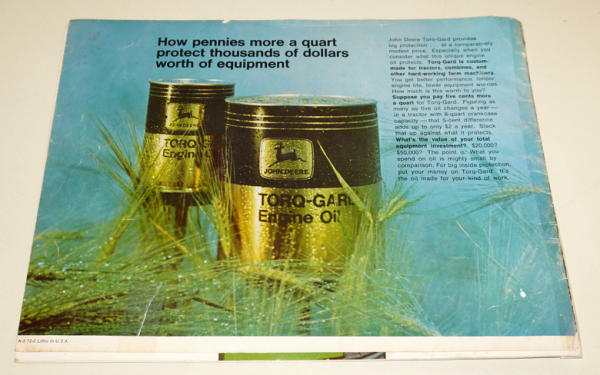 How pennies more a quart
protect thousands of dollars
worth of equipment
John Deere Torq-Gard provides
big protection ... at a comparatively
modest price. Especially when you
consider what this unique engine
oil protects. Torq-Gard is custom-
made for tractors, combines, and
other hard-working farm machinery.
You get better performance, longer
engine life, fewer equipment worries.
How much is this worth to you?
Suppose you pay five cents more
a quart for Torq-Gard. Figuring as
many as five oil changes a year—
in a tractor with 8-quart crankcase
capacity—that 5-cent difference
adds up to only $2 a year. Stack
that up against what it protects.
What's the value of your total
equipment investment? $20,000?
$50,000? The point is: What you
spend on oil is mighty small by
comparison. For big inside protection,
put your money on Torq-Gard. It's
the oil made for your kind of work.
JOHN DEERE
TORQ-G
Engine O
JOHN DEERE
TORQ-GAR
Engine Oil
Litho in U.S.A.